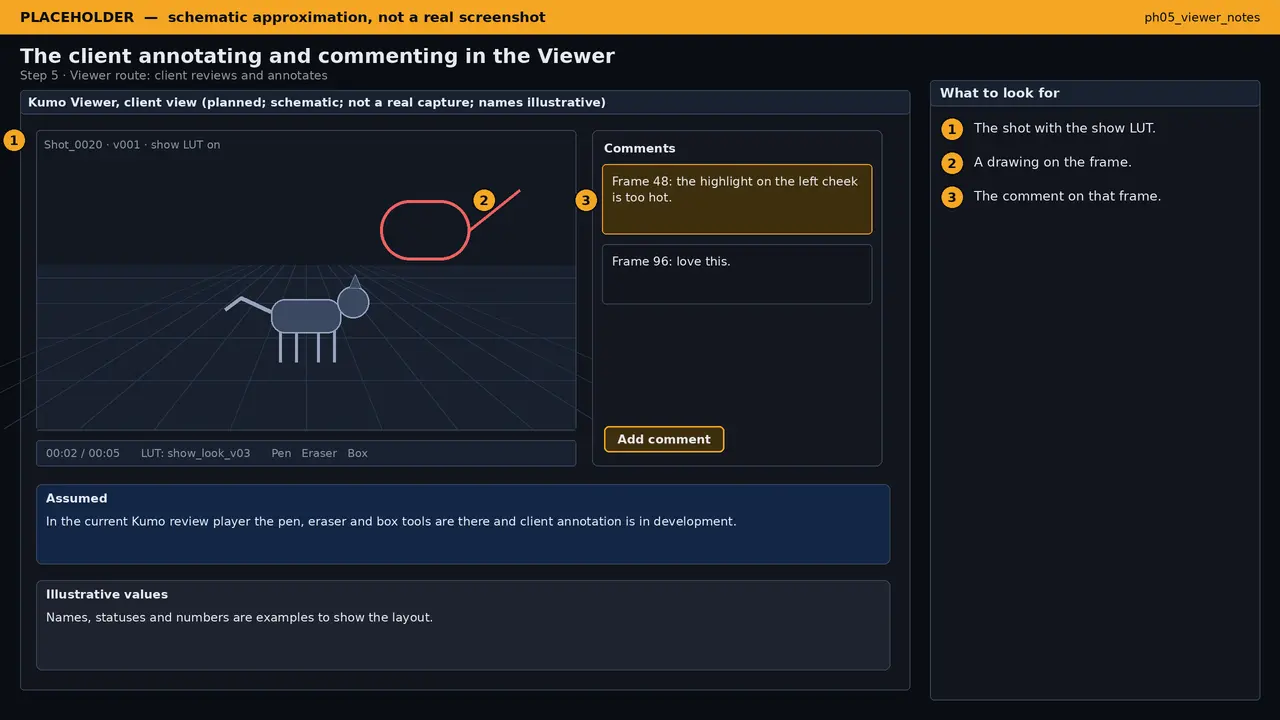 PLACEHOLDER — schematic approximation, not a real screenshot
ph05_viewer_notes
The client annotating and commenting in the Viewer
Step 5 · Viewer route: client reviews and annotates
Kumo Viewer, client view (planned; schematic; not a real capture; names illustrative)
1
Shot_0020 · v001 · show LUT on
2
00:02 / 00:05 LUT: show_look_v03 Pen Eraser Box
Comments
3
Frame 48: the highlight on the left cheek
is too hot.
Frame 96: love this.
Add comment
Assumed
In the current Kumo review player the pen, eraser and box tools are there and client annotation is in development.
Illustrative values
Names, statuses and numbers are examples to show the layout.
What to look for
1 The shot with the show LUT.
2 A drawing on the frame.
3 The comment on that frame.